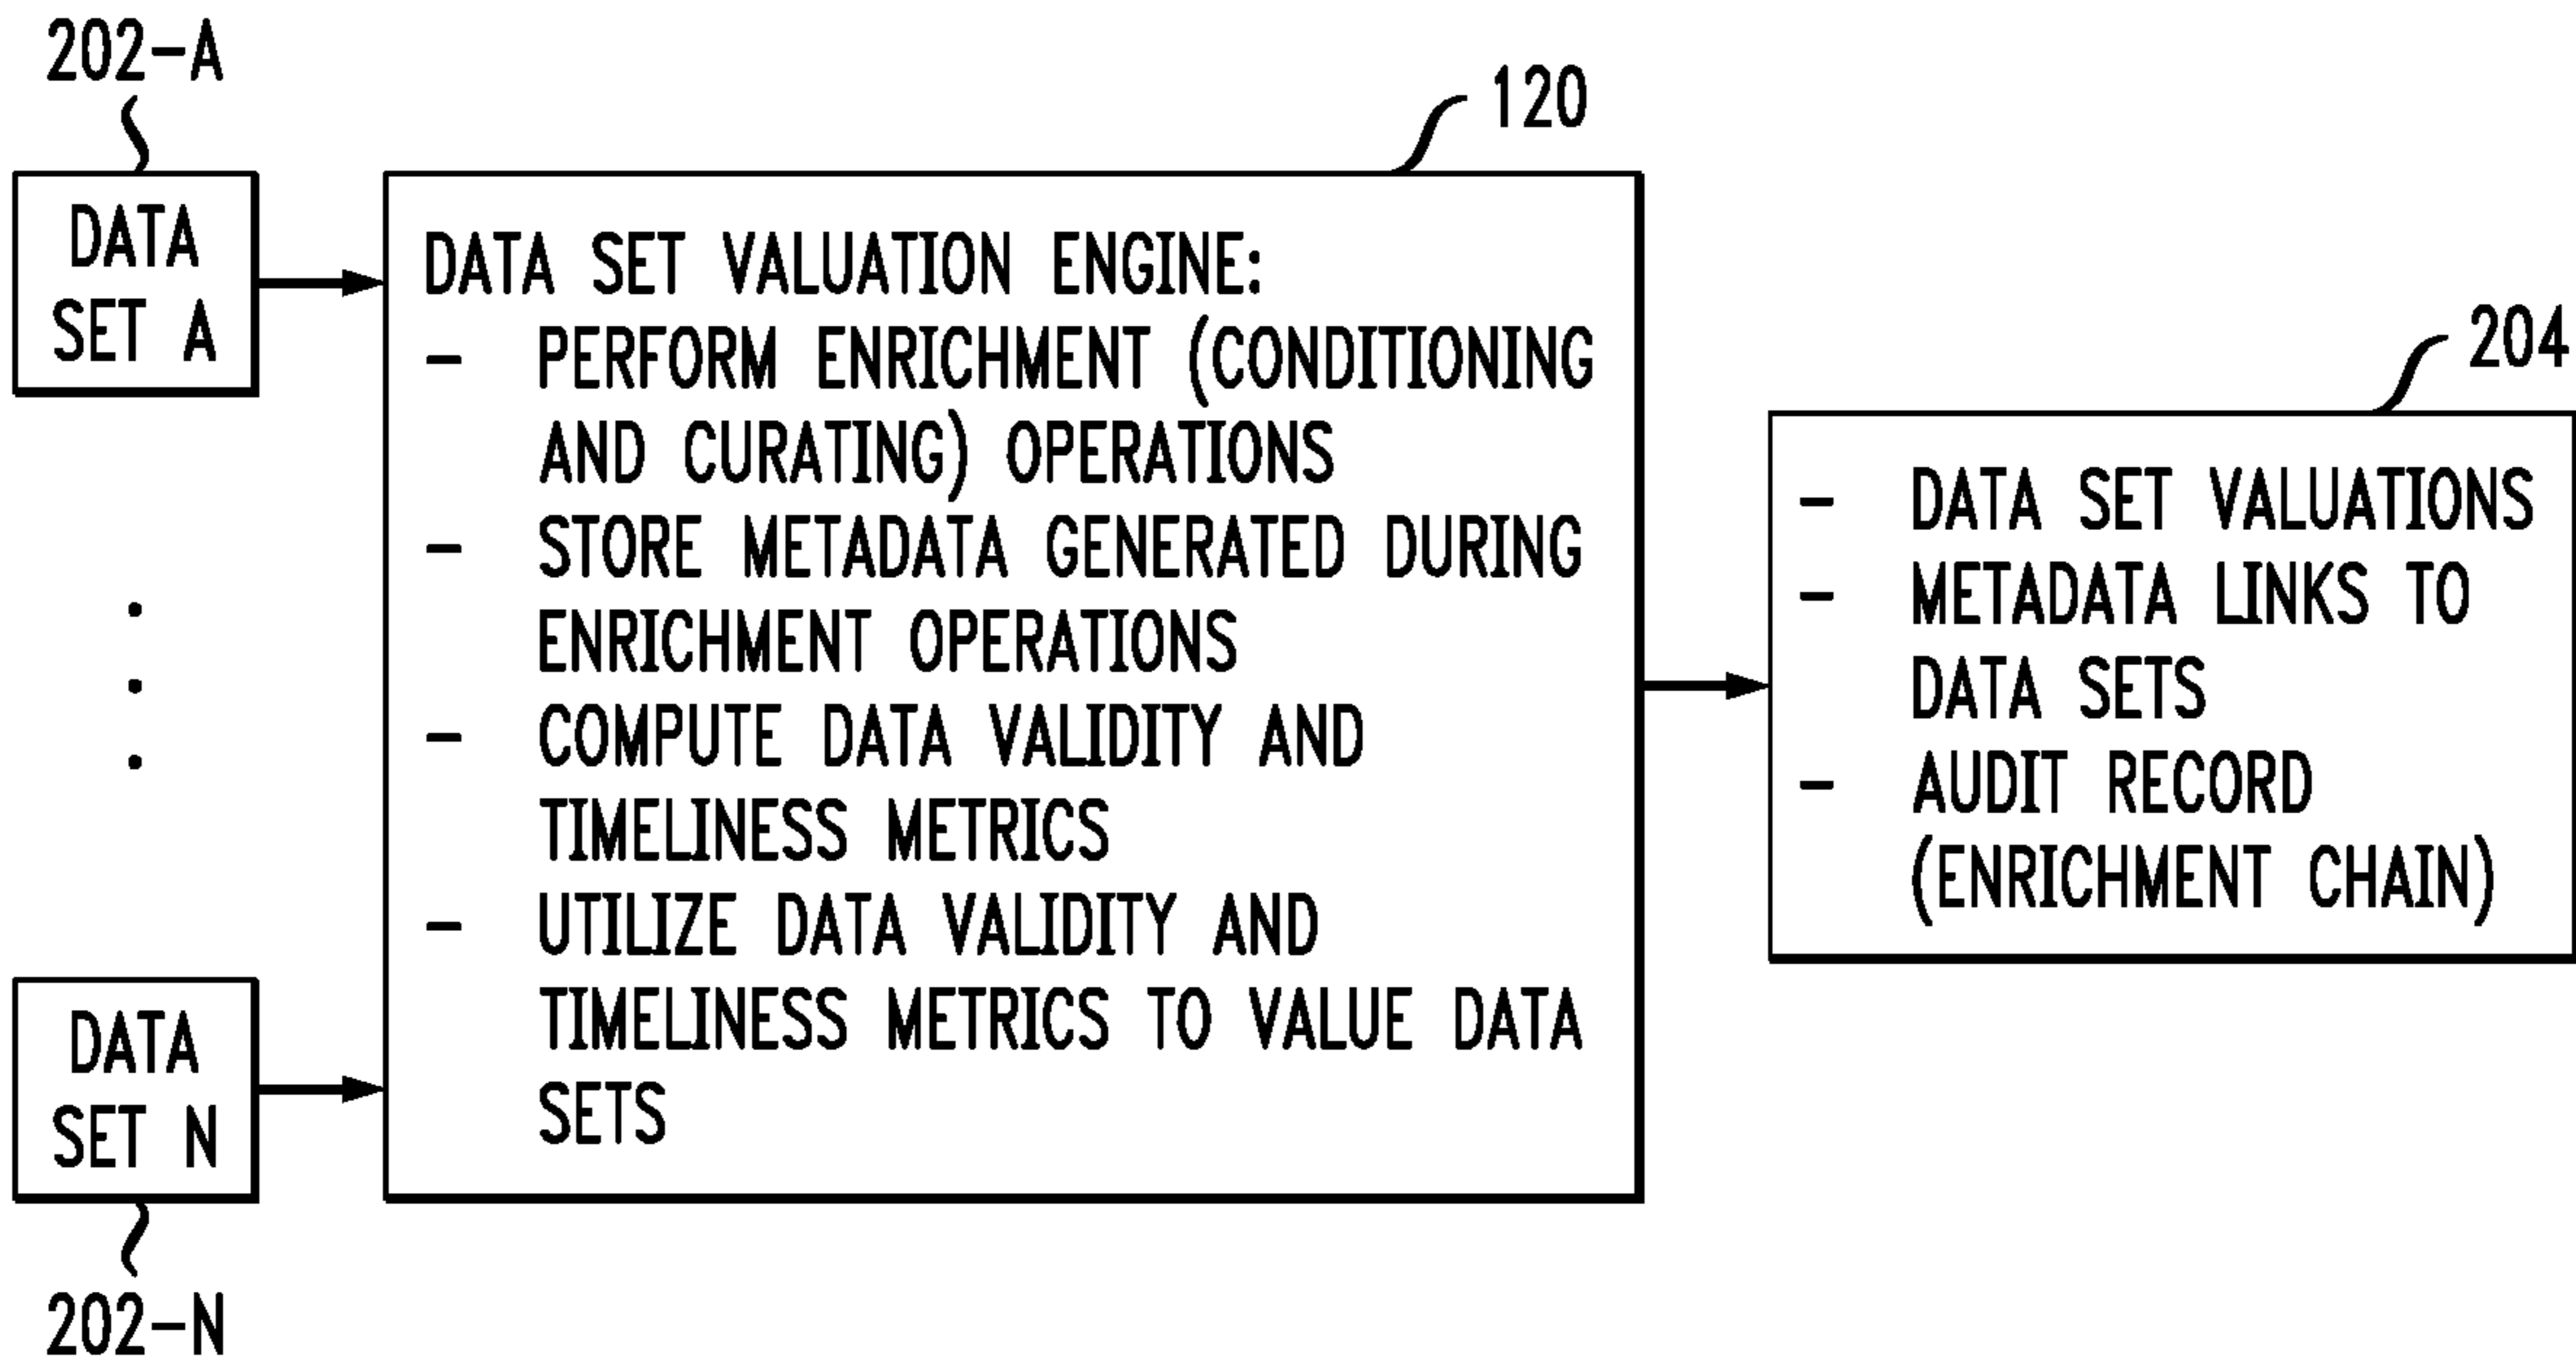 202-A
DATA
SET A
DATA
SET N
202-N
120
DATA SET VALUATION ENGINE:
- PERFORM ENRICHMENT (CONDITIONING
AND CURATING) OPERATIONS
- STORE METADATA GENERATED DURING
ENRICHMENT OPERATIONS
- COMPUTE DATA VALIDITY AND
TIMELINESS METRICS
- UTILIZE DATA VALIDITY AND
TIMELINESS METRICS TO VALUE DATA
SETS
204
- DATA SET VALUATIONS
- METADATA LINKS TO
DATA SETS
- AUDIT RECORD
(ENRICHMENT CHAIN)